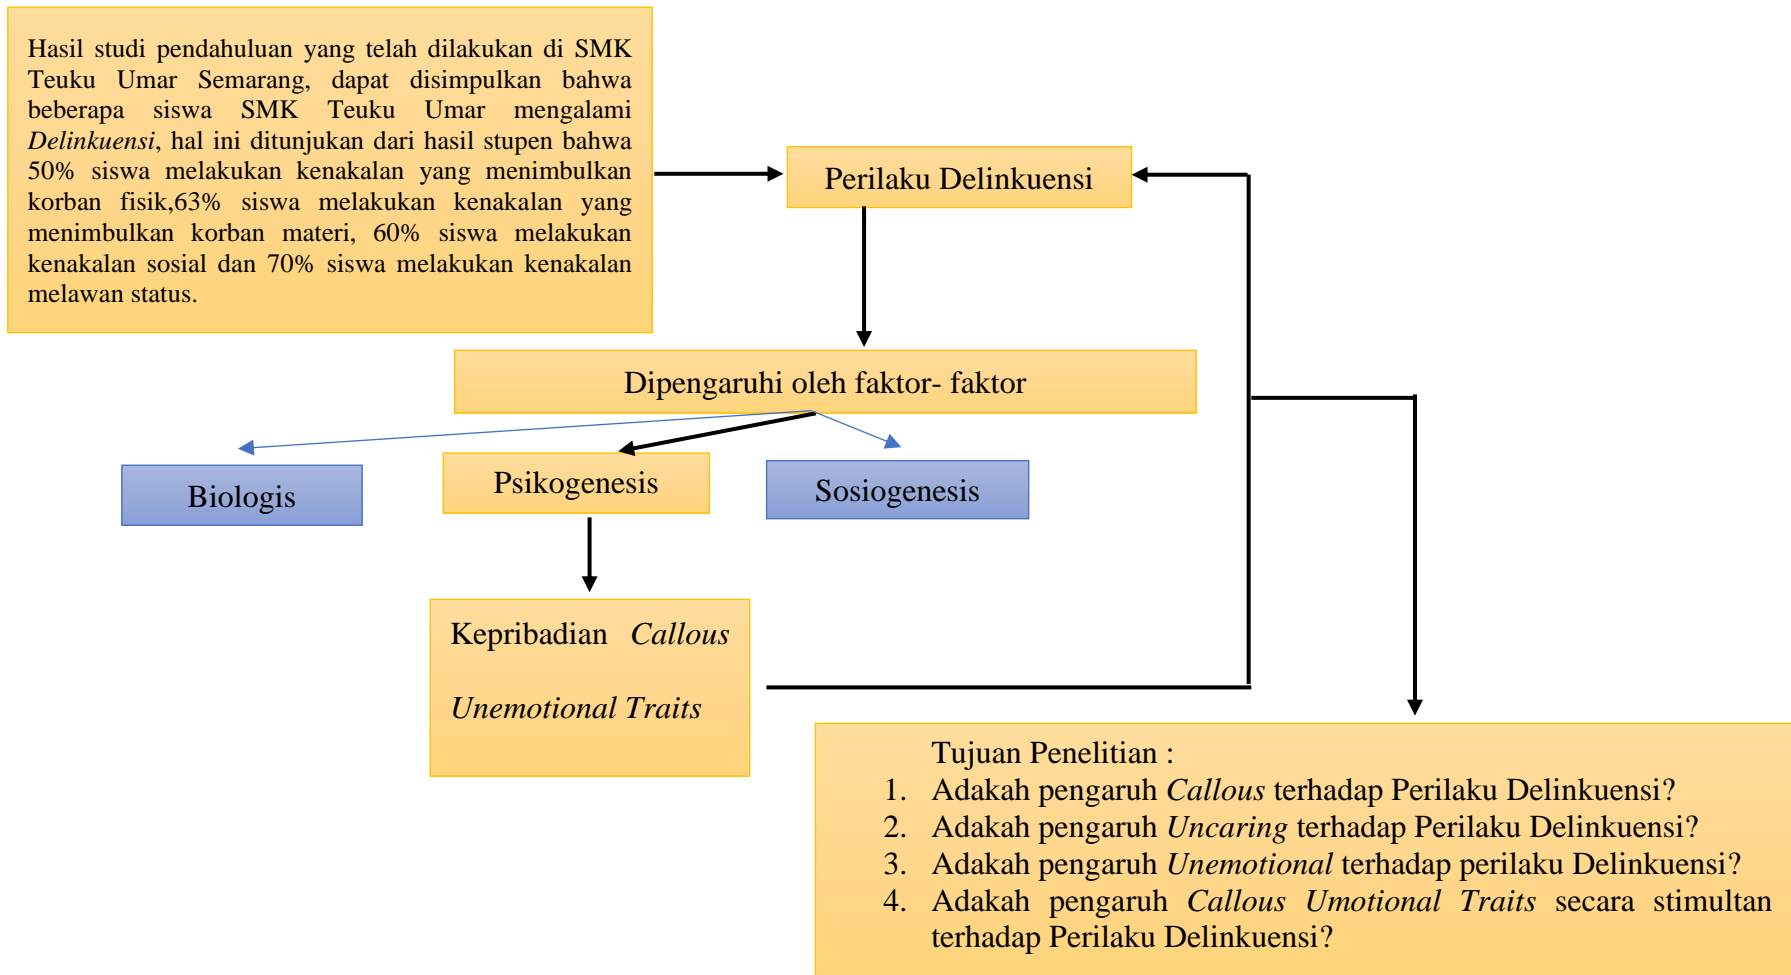 Hasil studi pendahuluan yang telah dilakukan di SMK
Teuku Umar Semarang, dapat disimpulkan bahwa
beberapa siswa SMK Teuku Umar mengalami
Delinkuensi, hal ini ditunjukan dari hasil stupen bahwa
50% siswa melakukan kenakalan yang menimbulkan
korban fisik,63% siswa melakukan kenakalan yang
menimbulkan korban materi, 60% siswa melakukan
kenakalan sosial dan 70% siswa melakukan kenakalan
melawan status.
Perilaku Delinkuensi
Dipengaruhi oleh faktor- faktor
Biologis
Psikogenesis
Sosiogenesis
Kepribadian Callous
Unemotional Traits
Tujuan Penelitian :
1. Adakah pengaruh Callous terhadap Perilaku Delinkuensi?
2. Adakah pengaruh Uncaring terhadap Perilaku Delinkuensi?
3. Adakah pengaruh Unemotional terhadap perilaku Delinkuensi?
4. Adakah pengaruh Callous Umotional Traits secara stimultan
terhadap Perilaku Delinkuensi?